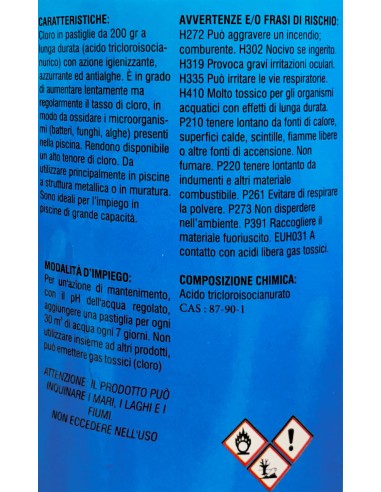 CARATTERISTICHE:
Cloro in pastiglie da 200 gr a
lunga durata (acido tricloroisocia-
nurico) con azione igienizzante,
azzurrante ed antialghe. È in grado
di aumentare lentamente ma
regolarmente il tasso di cloro, in
modo da ossidare i microorganis-
mi (batteri, funghi, alghe) presenti
nella piscina. Rendono disponibile
un alto tenore di cloro. Da
utilizzare principalmente in piscine
a struttura metallica o in muratura.
Sono ideali per l'impiego in
piscine di grande capacità.
MODALITÀ D'IMPIEGO:
Per un'azione di mantenimento,
con il pH dell'acqua regolato,
aggiungere una pastiglia per ogni
30 m³ di acqua ogni 7 giorni. Non
utilizzare insieme ad altri prodotti,
può emettere gas tossici (cloro)
ATTENZIONE: IL PRODOTTO PUÒ
INQUINARE I MARI, I LAGHI E I
FIUMI
NON ECCEDERE NELL'USO
AVVERTENZE E/O FRASI DI RISCHIO:
H272 Può aggravare un incendio;
comburente. H302 Nocivo se ingerito.
H319 Provoca gravi irritazioni oculari.
H335 Può irritare le vie respiratorie.
H410 Molto tossico per gli organismi
acquatici con effetti di lunga durata.
P210 tenere lontano da fonti di calore,
superfici calde, scintille, fiamme libere
o altre fonti di accensione. Non
fumare. P220 tenere lontano da
indumenti e altri materiale
combustibile. P261 Evitare di respirare
la polvere. P273 Non disperdere
nell'ambiente. P391 Raccogliere il
materiale fuoriuscito. EUH031 A
contatto con acidi libera gas tossici.
COMPOSIZIONE CHIMICA:
Acido tricloroisocianurato
CAS : 87-90-1